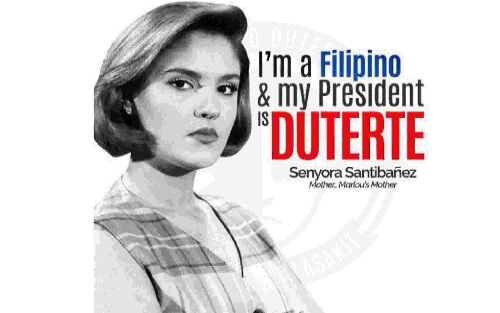 I'm a Filipino
& my President
IS DUTERTE
Senyora Santibañez
Mother, Marlou's Mother